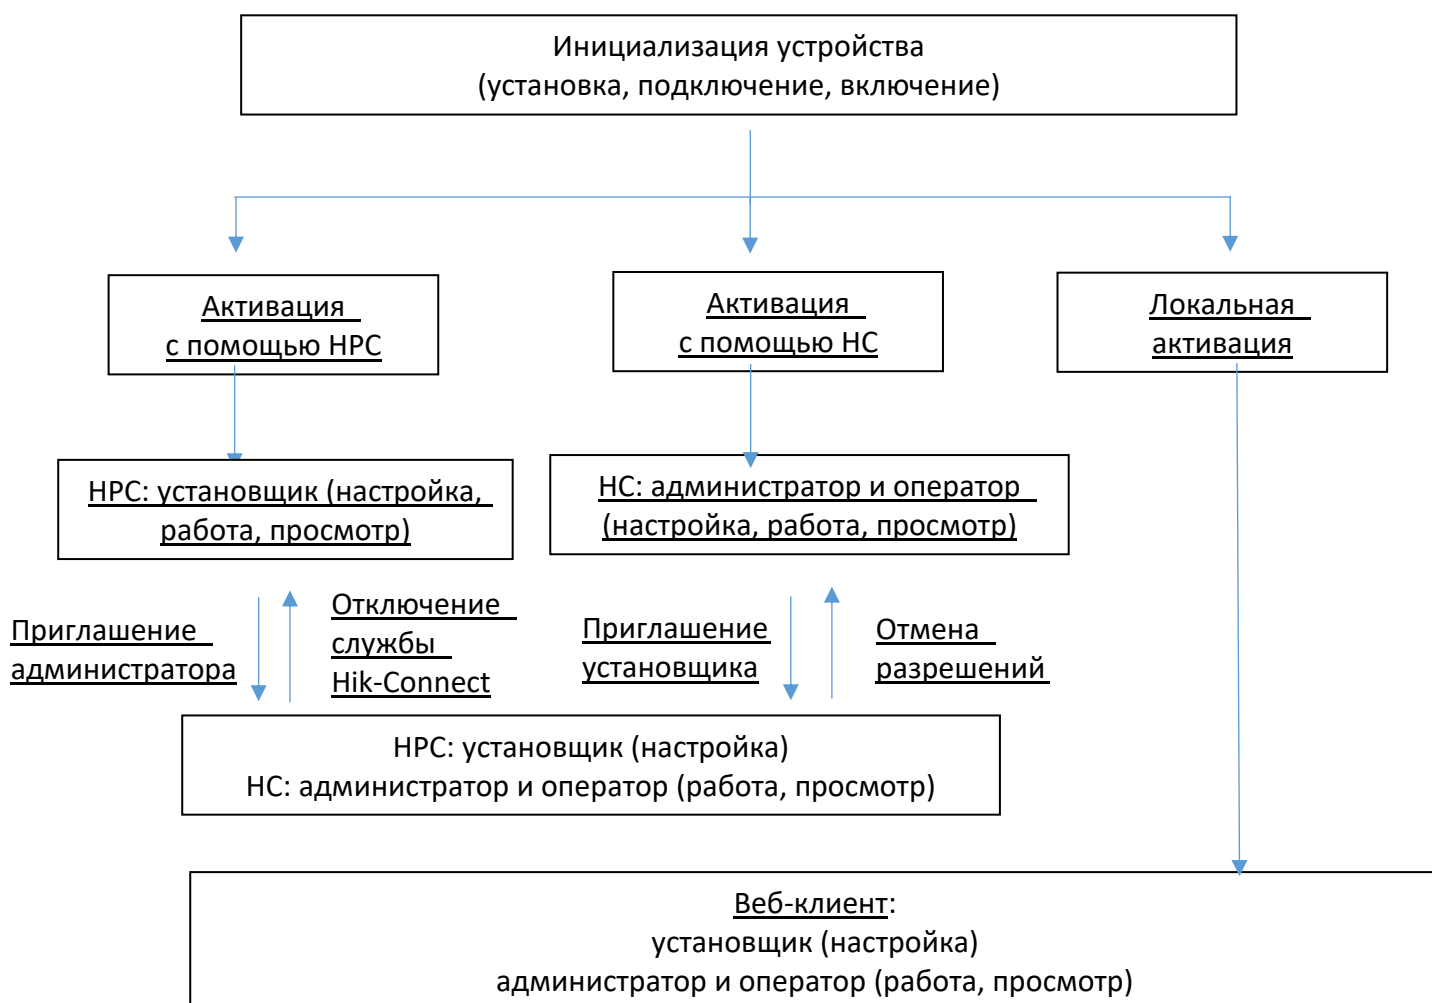 Инициализация устройства
(установка, подключение, включение)
Активация
с помощью HPC
Активация
с помощью HC
Локальная
активация
HPC: установщик (настройка,
работа, просмотр)
HC: администратор и оператор
(настройка, работа, просмотр)
Приглашение
администратора
Отключение
службы
Hik-Connect
Приглашение
установщика
Отмена
разрешений
HPC: установщик (настройка)
HC: администратор и оператор (работа, просмотр)
Веб-клиент:
установщик (настройка)
администратор и оператор (работа, просмотр)